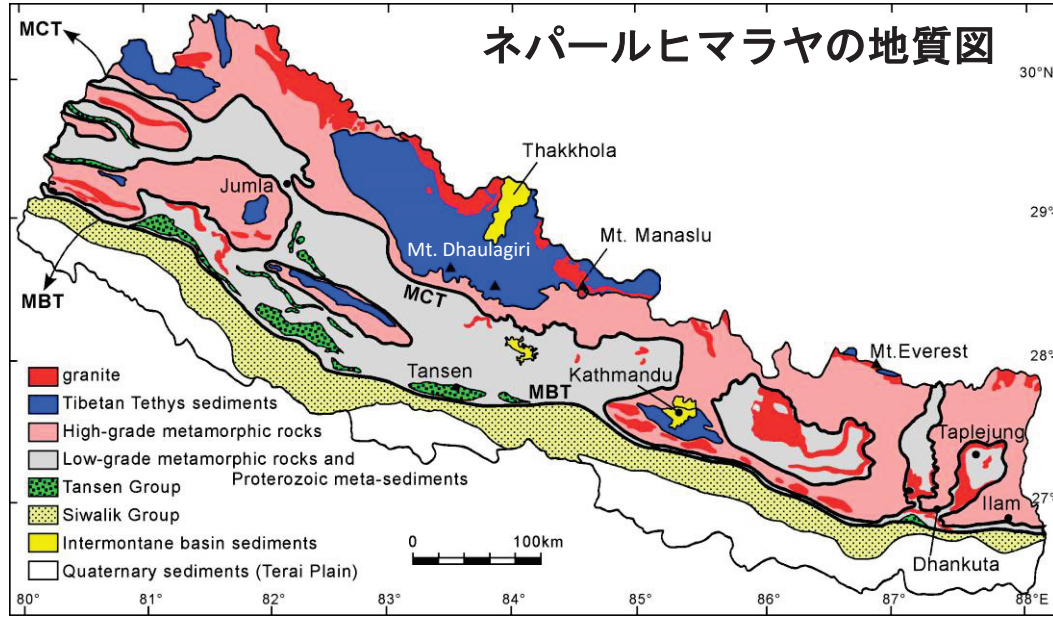 ネパールヒマラヤの地質図
MCT
30°N
Thakkhola
Jumla
29°
Mt. Manaslu
Mt. Dhaulagiri
MCT
MBT
28°
Mt.Everest
Tansen
MBT
Kathmandu
Taplejung
27°
Ilam
Dhankuta
granite
Tibetan Tethys sediments
High-grade metamorphic rocks
Low-grade metamorphic rocks and
Proterozoic meta-sediments
Tansen Group
Siwalik Group
Intermontane basin sediments
Quaternary sediments (Terai Plain)
0 100km
80° 81° 82° 83° 84° 85° 86° 87° 88°E